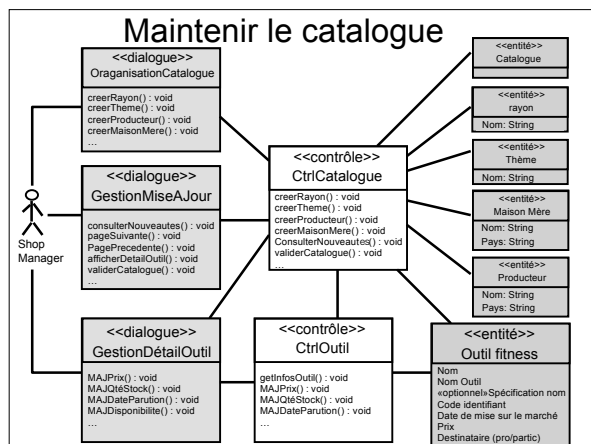 Maintenir le catalogue
<<dialogue>>
OraganisationCatalogue
creerRayon() : void
creerTheme() : void
creerProducteur() : void
creerMaisonMere() : void
...
<<dialogue>>
GestionMiseAJour
consulterNouveautes() : void
pageSuivante() : void
PagePrecedente() : void
afficherDetailOutil() : void
validerCatalogue() : void
...
Shop
Manager
<<dialogue>>
GestionDétailOutil
MAJPrix() : void
MAJQtéStock() : void
MAJDateParution() : void
MAJDisponibilite() : void
...
<<contrôle>>
CtrlCatalogue
creerRayon() : void
creerTheme() : void
creerProducteur() : void
creerMaisonMere() : void
ConsulterNouveautes() : void
validerCatalogue() : void
...
<<contrôle>>
CtrlOutil
getInfosOutil() : void
MAJPrix() : void
MAJQtéStock() : void
MAJDateParution() : void
...
<<entité>>
Catalogue
<<entité>>
rayon
Nom: String
<<entité>>
Thème
Nom: String
<<entité>>
Maison Mère
Nom: String
Pays: String
<<entité>>
Producteur
Nom: String
Pays: String
<<entité>>
Outil fitness
Nom
Nom Outil
«optionnel»Spécification nom
Code identifiant
Date de mise sur le marché
Prix
Destinataire (pro/partic)